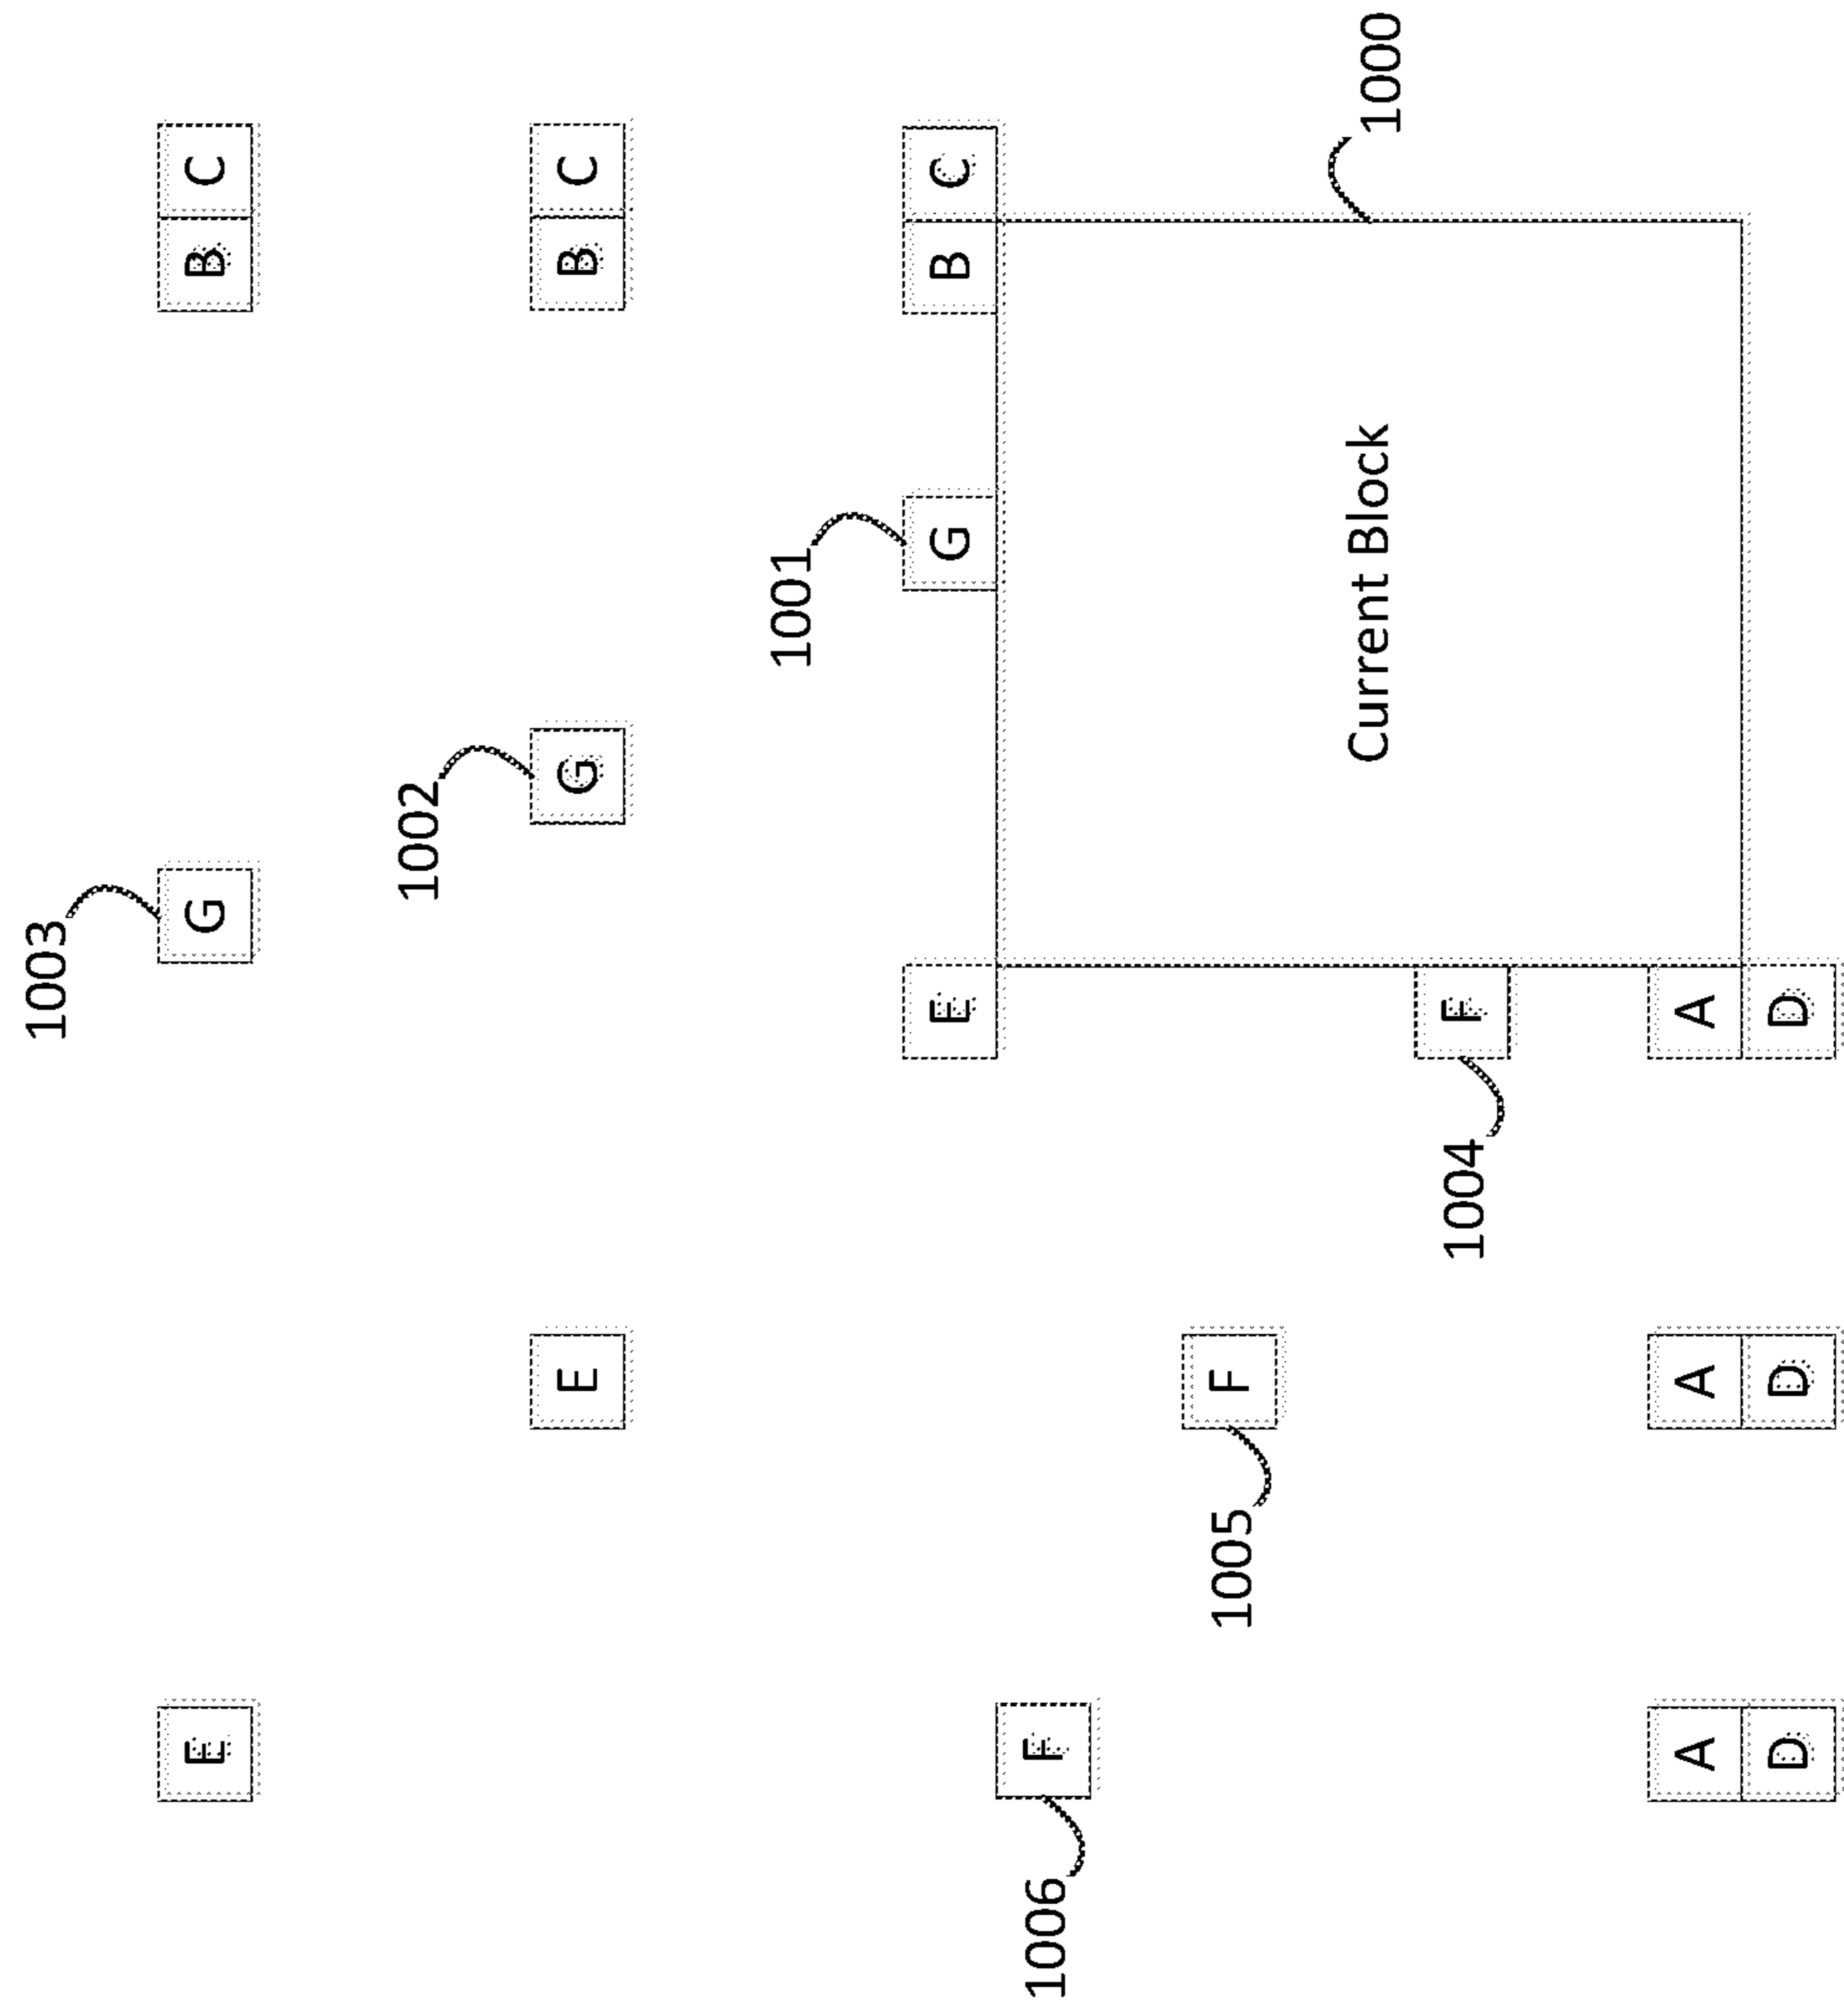 1003
E G B C
1002
E G B C
1001
E G B C
1006 F
1005 F
Current Block 1000
1004 F
A A A
D D D